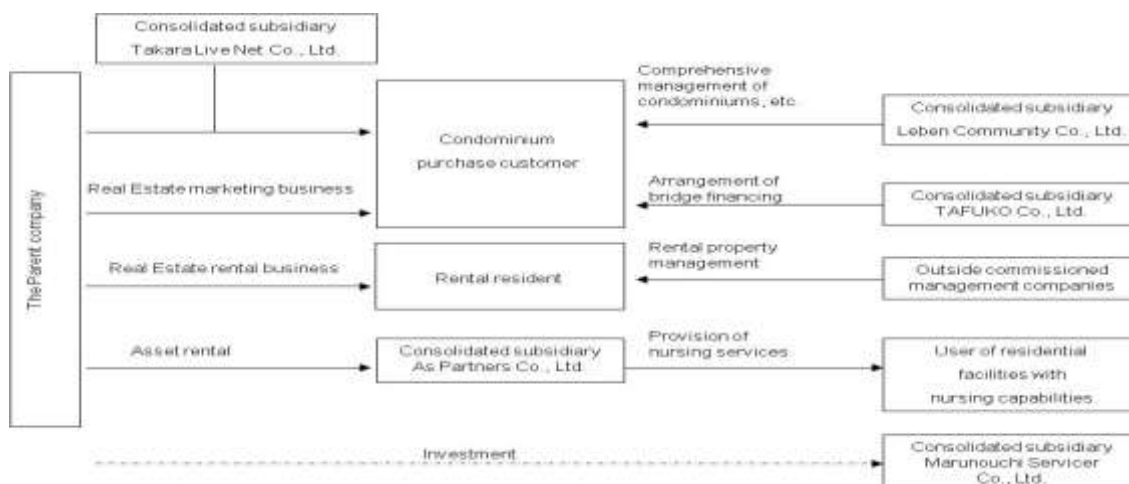 Consolidated subsidiary
Takara Live Net Co., Ltd.
The Parent company
Comprehensive
management of
condominiums, etc
Condominium
purchase customer
Consolidated subsidiary
Leben Community Co., Ltd.
Real Estate marketing business
Arrangement of
bridge financing
Consolidated subsidiary
TAFUKO Co., Ltd.
Real Estate rental business
Rental resident
Rental property
management
Outside commissioned
management companies
Asset rental
Consolidated subsidiary
As Partners Co., Ltd.
Provision of
nursing services
User of residential
facilities with
nursing capabilities
Investment
Consolidated subsidiary
Marunouchi Servicer
Co., Ltd.